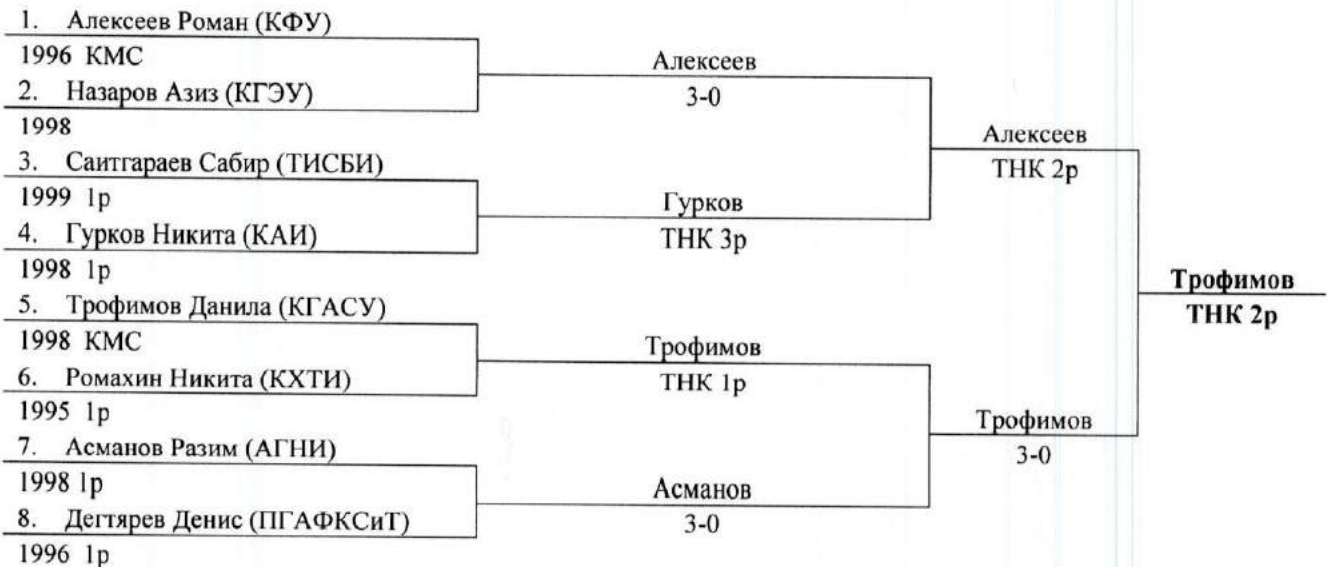 1. Алексеев Роман (КФУ)
1996 КМС
2. Назаров Азиз (КГЭУ)
1998
3. Саитгараев Сабир (ТИСБИ)
1999 1р
4. Гурков Никита (КАИ)
1998 1р
5. Трофимов Данила (КГАСУ)
1998 КМС
6. Ромахин Никита (КХТИ)
1995 1р
7. Асманов Разим (АГНИ)
1998 1р
8. Дегтярев Денис (ПГАФКСиТ)
1996 1р
Алексеев
3-0
Гурков
ТНК 3р
Трофимов
ТНК 1р
Асманов
3-0
Алексеев
ТНК 2р
Трофимов
3-0
Трофимов
ТНК 2р